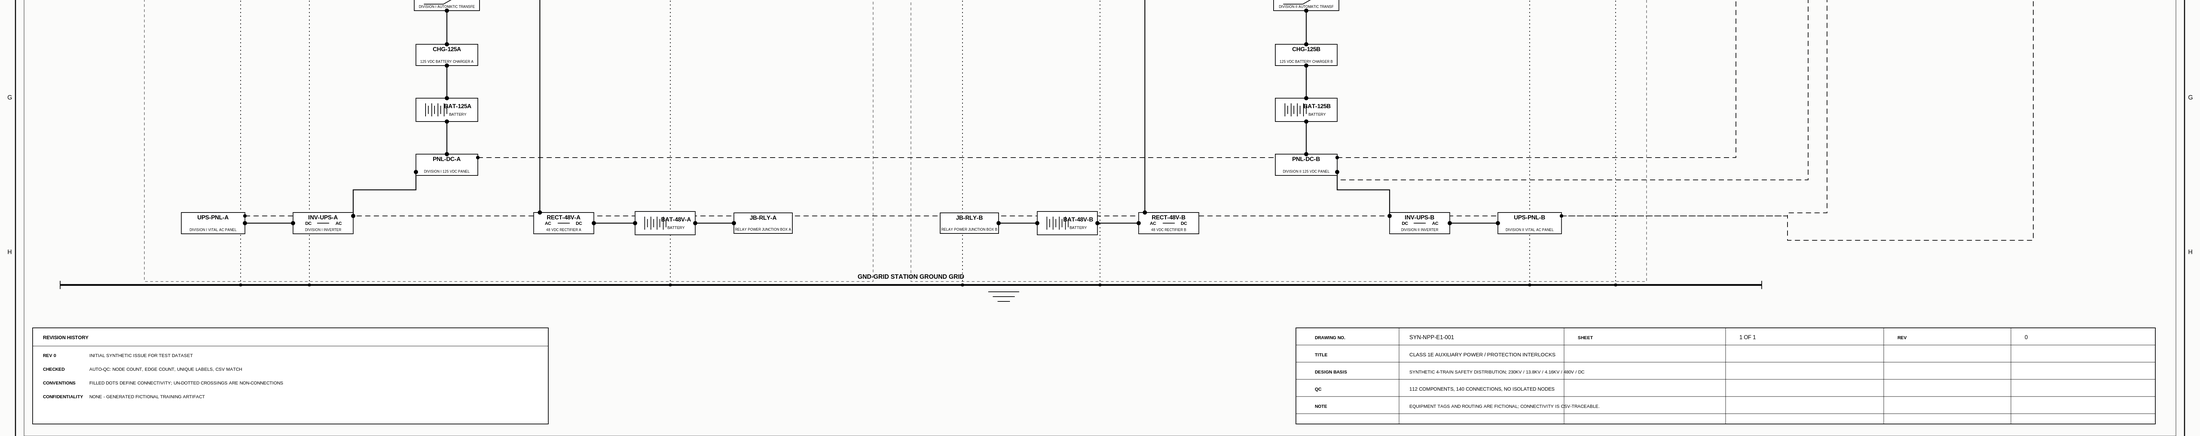 DIVISION I AUTOMATIC TRANSFE
DIVISION II AUTOMATIC TRANSF
CHG-125A
125 VDC BATTERY CHARGER A
CHG-125B
125 VDC BATTERY CHARGER B
G
G
BAT-125A
BATTERY
BAT-125B
BATTERY
PNL-DC-A
DIVISION I 125 VDC PANEL
PNL-DC-B
DIVISION II 125 VDC PANEL
UPS-PNL-A
DIVISION I VITAL AC PANEL
INV-UPS-A
DC AC
DIVISION I INVERTER
RECT-48V-A
AC DC
48 VDC RECTIFIER A
BAT-48V-A
BATTERY
JB-RLY-A
RELAY POWER JUNCTION BOX A
JB-RLY-B
RELAY POWER JUNCTION BOX B
BAT-48V-B
BATTERY
RECT-48V-B
AC DC
48 VDC RECTIFIER B
INV-UPS-B
DC AC
DIVISION II INVERTER
UPS-PNL-B
DIVISION II VITAL AC PANEL
H
H
GND-GRID STATION GROUND GRID
REVISION HISTORY
REV 0 INITIAL SYNTHETIC ISSUE FOR TEST DATASET
CHECKED AUTO-QC: NODE COUNT, EDGE COUNT, UNIQUE LABELS, CSV MATCH
CONVENTIONS FILLED DOTS DEFINE CONNECTIVITY; UN-DOTTED CROSSINGS ARE NON-CONNECTIONS
CONFIDENTIALITY NONE - GENERATED FICTIONAL TRAINING ARTIFACT
DRAWING NO. SYN-NPP-E1-001 SHEET 1 OF 1 REV 0
TITLE CLASS 1E AUXILIARY POWER / PROTECTION INTERLOCKS
DESIGN BASIS SYNTHETIC 4-TRAIN SAFETY DISTRIBUTION; 230KV / 13.8KV / 4.16KV / 480V / DC
QC 112 COMPONENTS, 140 CONNECTIONS, NO ISOLATED NODES
NOTE EQUIPMENT TAGS AND ROUTING ARE FICTIONAL; CONNECTIVITY IS CSV-TRACEABLE.